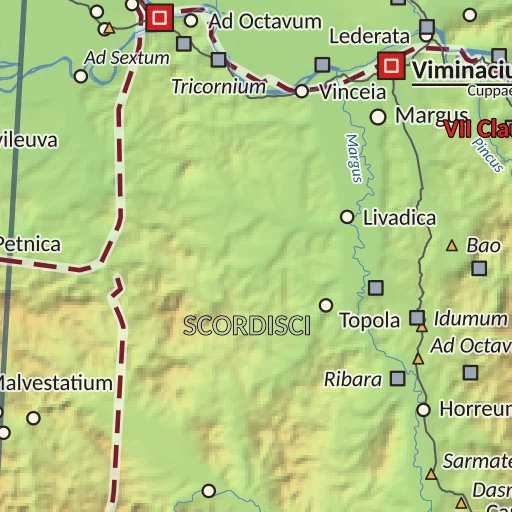 Ad Octavum
Lederata
Ad Sextum
Viminaciu
Tricornium
Vinceia
Cuppae
Margus
VII Cla
vileuva
Margus
Pincus
Livadica
Petnica
Bao
SCORDISCI
Topola
Idumum
Ad Octav
Malvestatium
Ribara
Horreum
Sarmate
Dasm